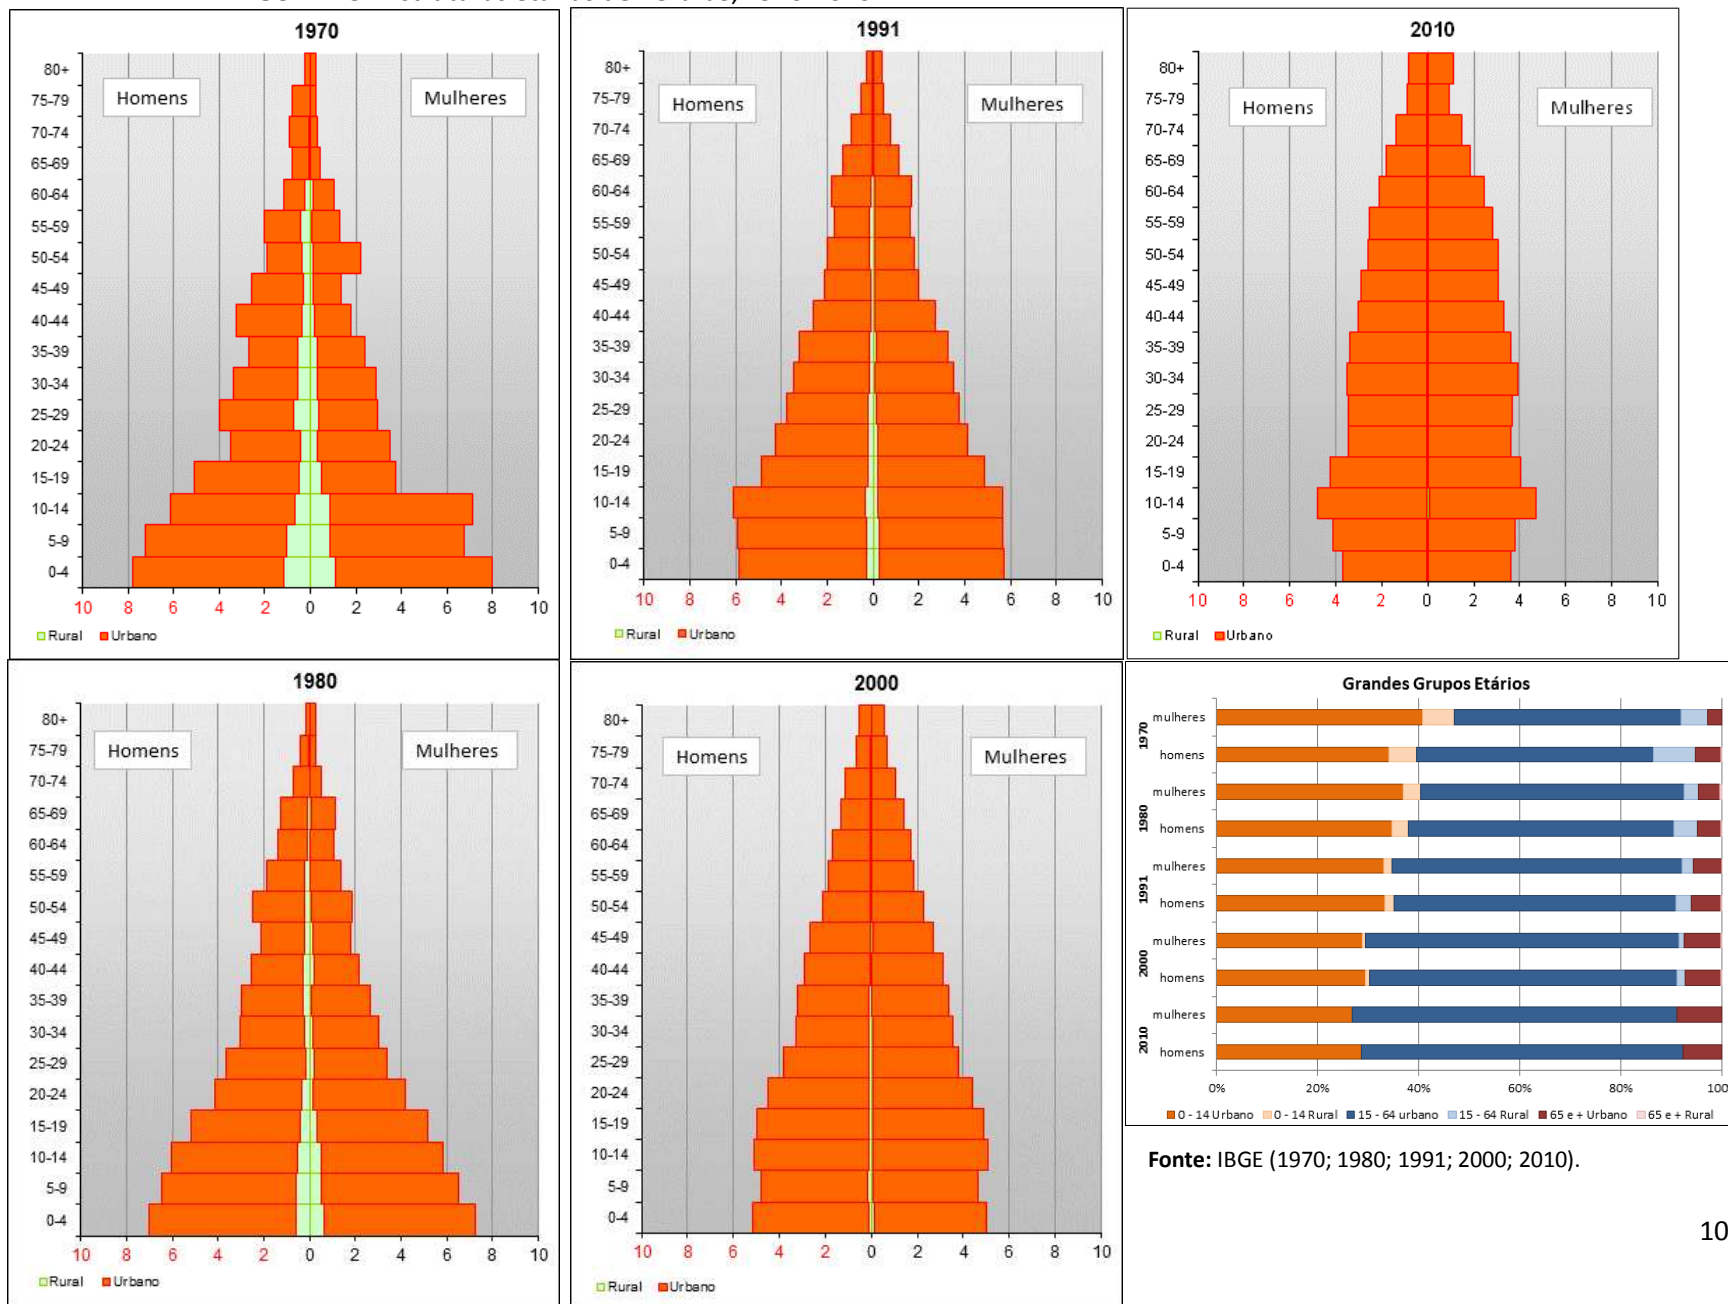 1970
Homens
Mulheres
80+
75-79
70-74
65-69
60-64
55-59
50-54
45-49
40-44
35-39
30-34
25-29
20-24
15-19
10-14
5-9
0-4
10 8 6 4 2 0 2 4 6 8 10
Rural Urbano
1991
Homens
Mulheres
80+
75-79
70-74
65-69
60-64
55-59
50-54
45-49
40-44
35-39
30-34
25-29
20-24
15-19
10-14
5-9
0-4
10 8 6 4 2 0 2 4 6 8 10
Rural Urbano
2010
Homens
Mulheres
80+
75-79
70-74
65-69
60-64
55-59
50-54
45-49
40-44
35-39
30-34
25-29
20-24
15-19
10-14
5-9
0-4
10 8 6 4 2 0 2 4 6 8 10
Rural Urbano
1980
Homens
Mulheres
80+
75-79
70-74
65-69
60-64
55-59
50-54
45-49
40-44
35-39
30-34
25-29
20-24
15-19
10-14
5-9
0-4
10 8 6 4 2 0 2 4 6 8 10
Rural Urbano
2000
Homens
Mulheres
80+
75-79
70-74
65-69
60-64
55-59
50-54
45-49
40-44
35-39
30-34
25-29
20-24
15-19
10-14
5-9
0-4
10 8 6 4 2 0 2 4 6 8 10
Rural Urbano
Grandes Grupos Etários
1970
mulheres
homens
1980
mulheres
homens
1991
mulheres
homens
2000
mulheres
homens
2010
mulheres
homens
0% 20% 40% 60% 80% 100
0 - 14 Urbano 0 - 14 Rural 15 - 64 urbano 15 - 64 Rural 65 e + Urbano 65 e + Rural
Fonte: IBGE (1970; 1980; 1991; 2000; 2010).
10